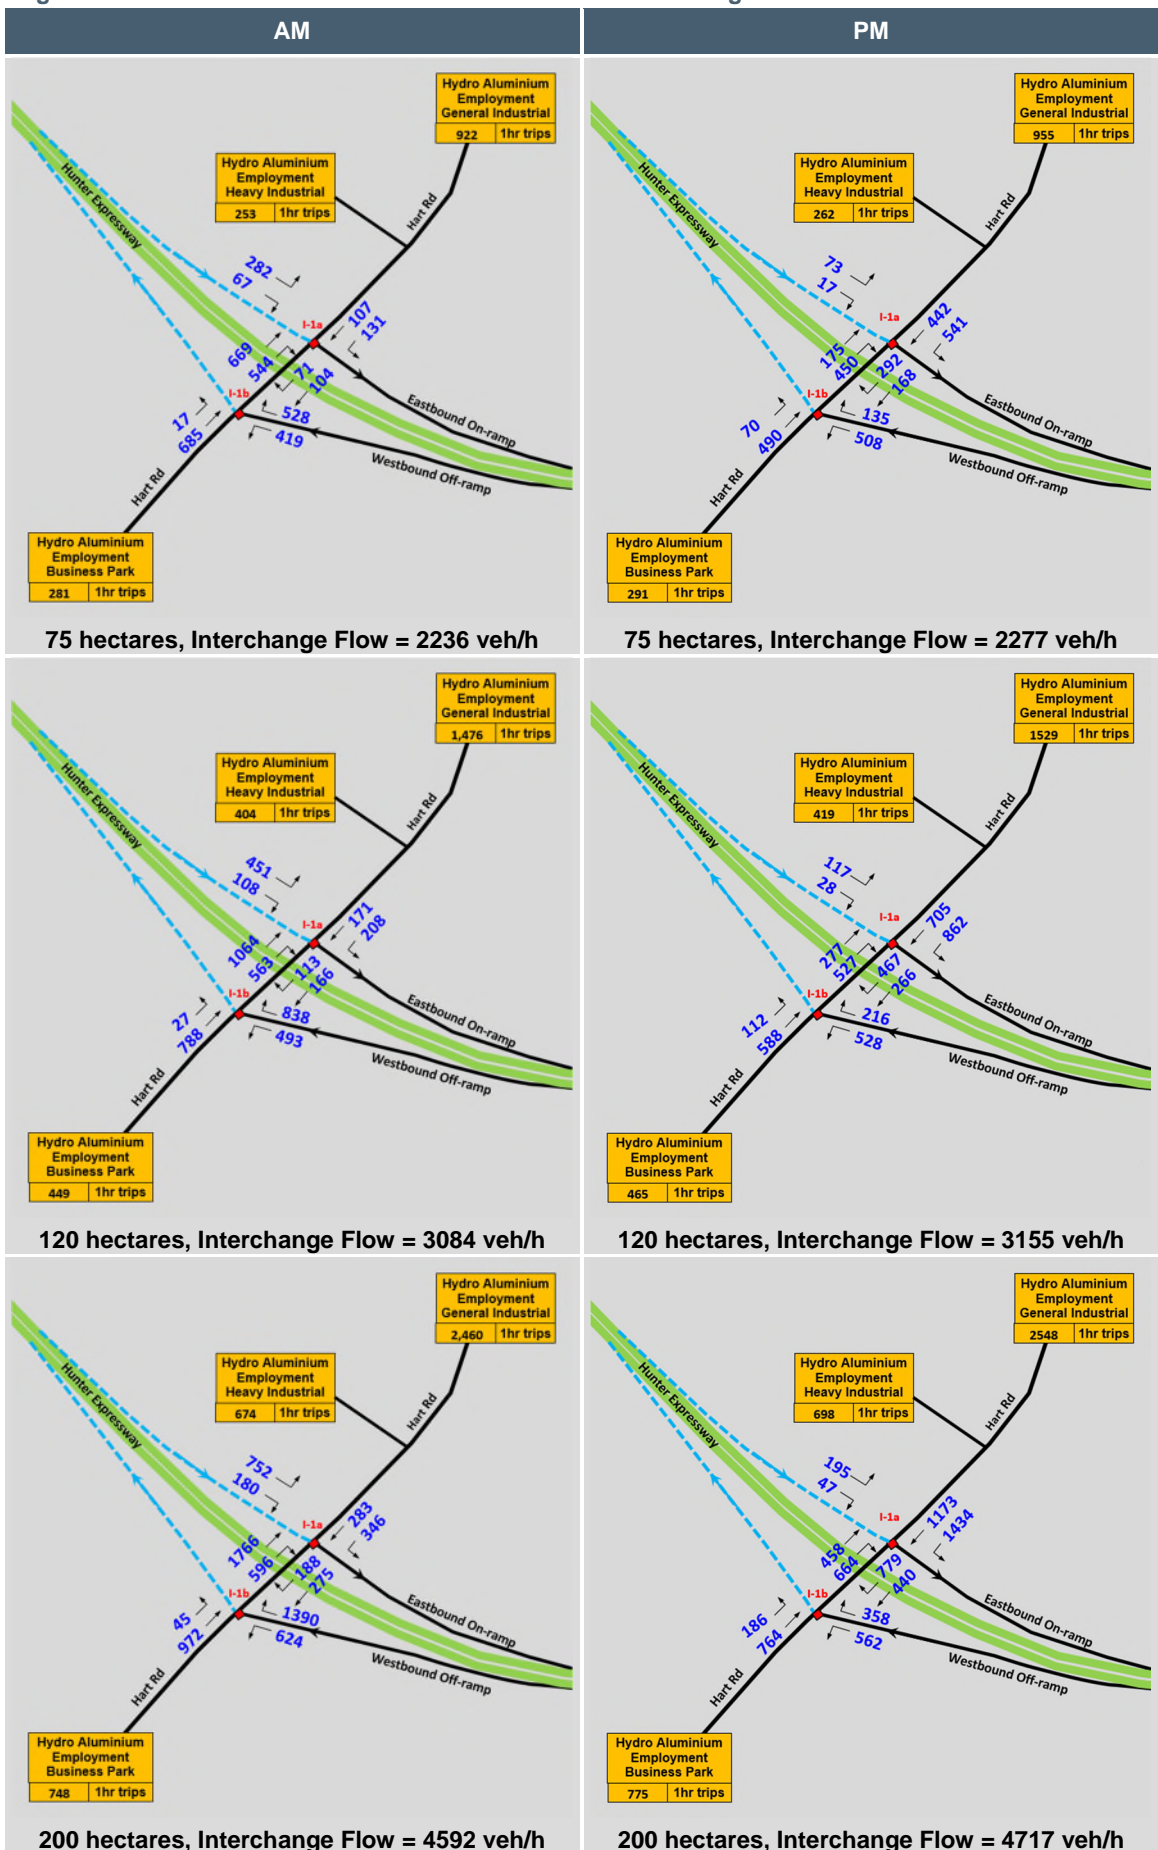 AM
PM
Hydro Aluminium
Employment
General Industrial
922 1hr trips
Hydro Aluminium
Employment
Heavy Industrial
253 1hr trips
Hunter Expressway
Hart Rd
282
67
I-1a
107
131
669
544
71
104
I-1b
17
685
528
419
Eastbound On-ramp
Westbound Off-ramp
Hart Rd
Hydro Aluminium
Employment
Business Park
281 1hr trips
75 hectares, Interchange Flow = 2236 veh/h
Hydro Aluminium
Employment
General Industrial
955 1hr trips
Hydro Aluminium
Employment
Heavy Industrial
262 1hr trips
Hunter Expressway
Hart Rd
73
17
I-1a
442
541
175
450
292
168
I-1b
70
490
135
508
Eastbound On-ramp
Westbound Off-ramp
Hart Rd
Hydro Aluminium
Employment
Business Park
291 1hr trips
75 hectares, Interchange Flow = 2277 veh/h
Hydro Aluminium
Employment
General Industrial
1,476 1hr trips
Hydro Aluminium
Employment
Heavy Industrial
404 1hr trips
Hunter Expressway
Hart Rd
451
108
I-1a
171
208
1064
563
113
166
I-1b
27
788
838
493
Eastbound On-ramp
Westbound Off-ramp
Hart Rd
Hydro Aluminium
Employment
Business Park
449 1hr trips
120 hectares, Interchange Flow = 3084 veh/h
Hydro Aluminium
Employment
General Industrial
1529 1hr trips
Hydro Aluminium
Employment
Heavy Industrial
419 1hr trips
Hunter Expressway
Hart Rd
117
28
I-1a
705
862
277
527
467
266
I-1b
112
588
216
528
Eastbound On-ramp
Westbound Off-ramp
Hart Rd
Hydro Aluminium
Employment
Business Park
465 1hr trips
120 hectares, Interchange Flow = 3155 veh/h
Hydro Aluminium
Employment
General Industrial
2,460 1hr trips
Hydro Aluminium
Employment
Heavy Industrial
674 1hr trips
Hunter Expressway
Hart Rd
752
180
I-1a
283
346
1766
596
188
275
I-1b
45
972
1390
624
Eastbound On-ramp
Westbound Off-ramp
Hart Rd
Hydro Aluminium
Employment
Business Park
748 1hr trips
200 hectares, Interchange Flow = 4592 veh/h
Hydro Aluminium
Employment
General Industrial
2548 1hr trips
Hydro Aluminium
Employment
Heavy Industrial
698 1hr trips
Hunter Expressway
Hart Rd
195
47
I-1a
1173
1434
458
664
779
440
I-1b
186
764
358
562
Eastbound On-ramp
Westbound Off-ramp
Hart Rd
Hydro Aluminium
Employment
Business Park
775 1hr trips
200 hectares, Interchange Flow = 4717 veh/h